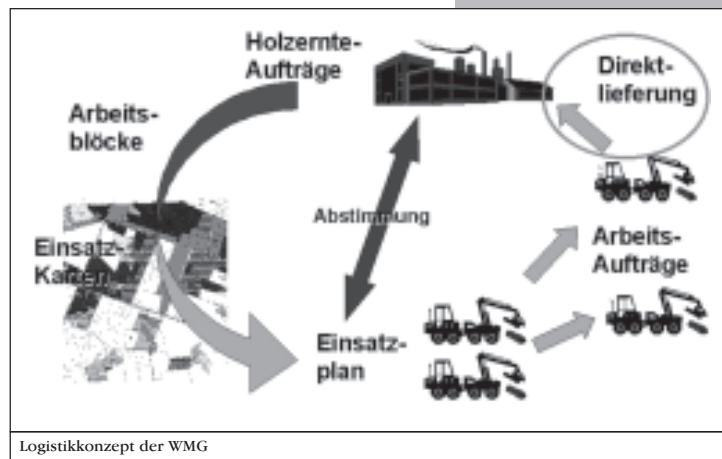 Holzernte-
Aufträge
Direkt-
lieferung
Arbeits-
blöcke
Abstimmung
Einsatz-
Karten
Arbeits-
Aufträge
Einsatz-
plan
Logistikkonzept der WMG